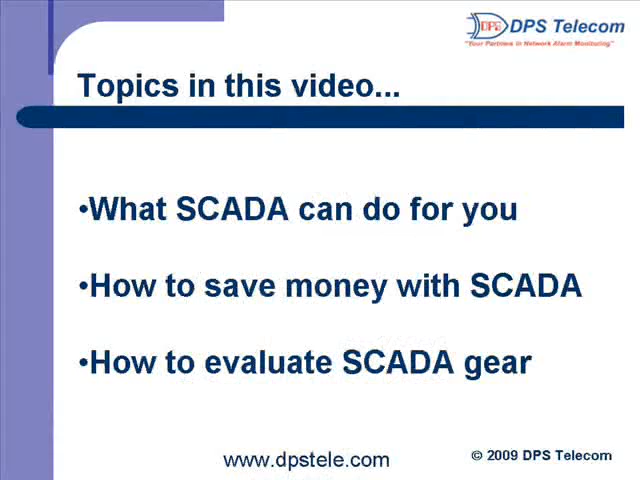 DPS
DPS Telecom
"Your Partners in Network Alarm Monitoring"
Topics in this video...
•What SCADA can do for you
•How to save money with SCADA
•How to evaluate SCADA gear
www.dpstele.com
© 2009 DPS Telecom